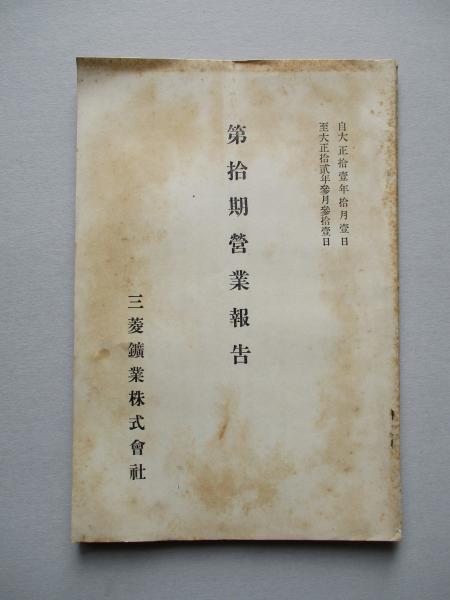 自大正拾壹年拾月壹日
至大正拾貳年參月參拾壹日
第拾期營業報告
三菱鑛業株式會社